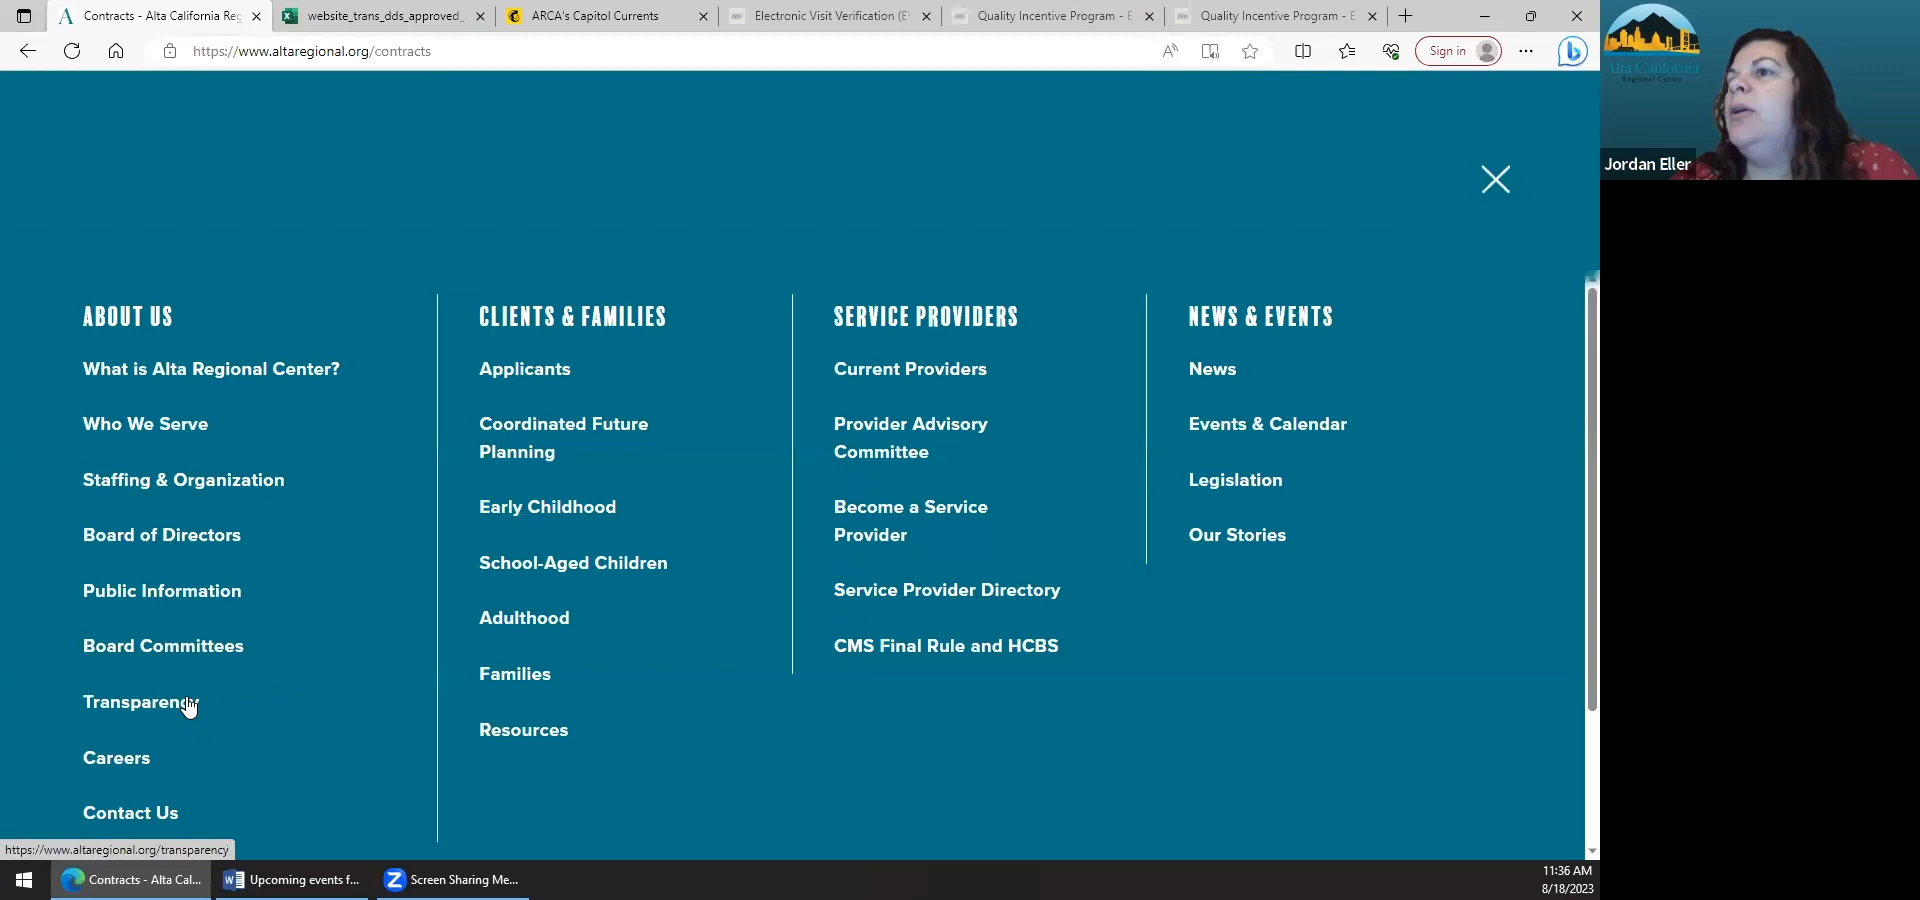 Contracts - Alta California Reg
website_trans_dds_approved_
ARCA's Capitol Currents
Electronic Visit Verification (E
Quality Incentive Program - E
Quality Incentive Program - E
https://www.altaregional.org/contracts
Sign in
Alta California
Regional Center
Jordan Eller
ABOUT US
What is Alta Regional Center?
Who We Serve
Staffing & Organization
Board of Directors
Public Information
Board Committees
Transparency
Careers
Contact Us
CLIENTS & FAMILIES
Applicants
Coordinated Future
Planning
Early Childhood
School-Aged Children
Adulthood
Families
Resources
SERVICE PROVIDERS
Current Providers
Provider Advisory
Committee
Become a Service
Provider
Service Provider Directory
CMS Final Rule and HCBS
NEWS & EVENTS
News
Events & Calendar
Legislation
Our Stories
https://www.altaregional.org/transparency
Contracts - Alta Cal...
Upcoming events f...
Screen Sharing Me...
11:36 AM
8/18/2023